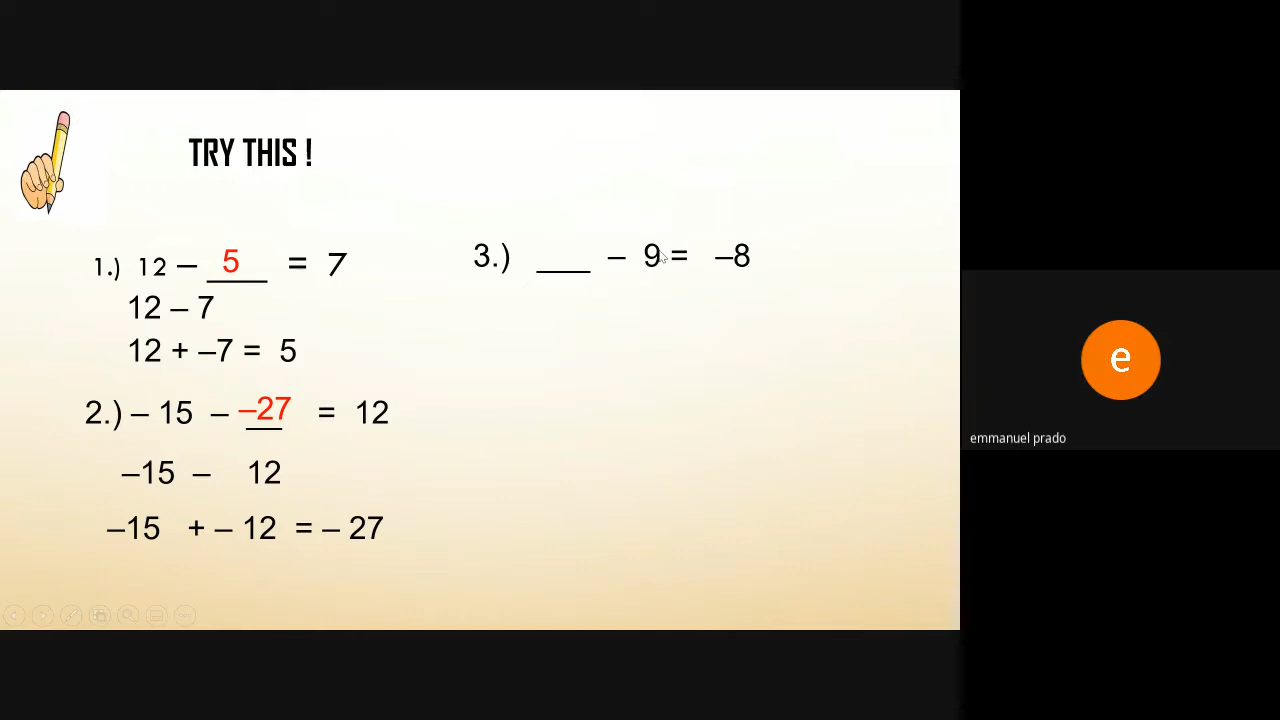 TRY THIS !
1.) 12 – 5 = 7
12 – 7
12 + –7 = 5
2.) – 15 – –27 = 12
–15 – 12
–15 + – 12 = – 27
3.) ___ – 9 = –8
e
emmanuel prado